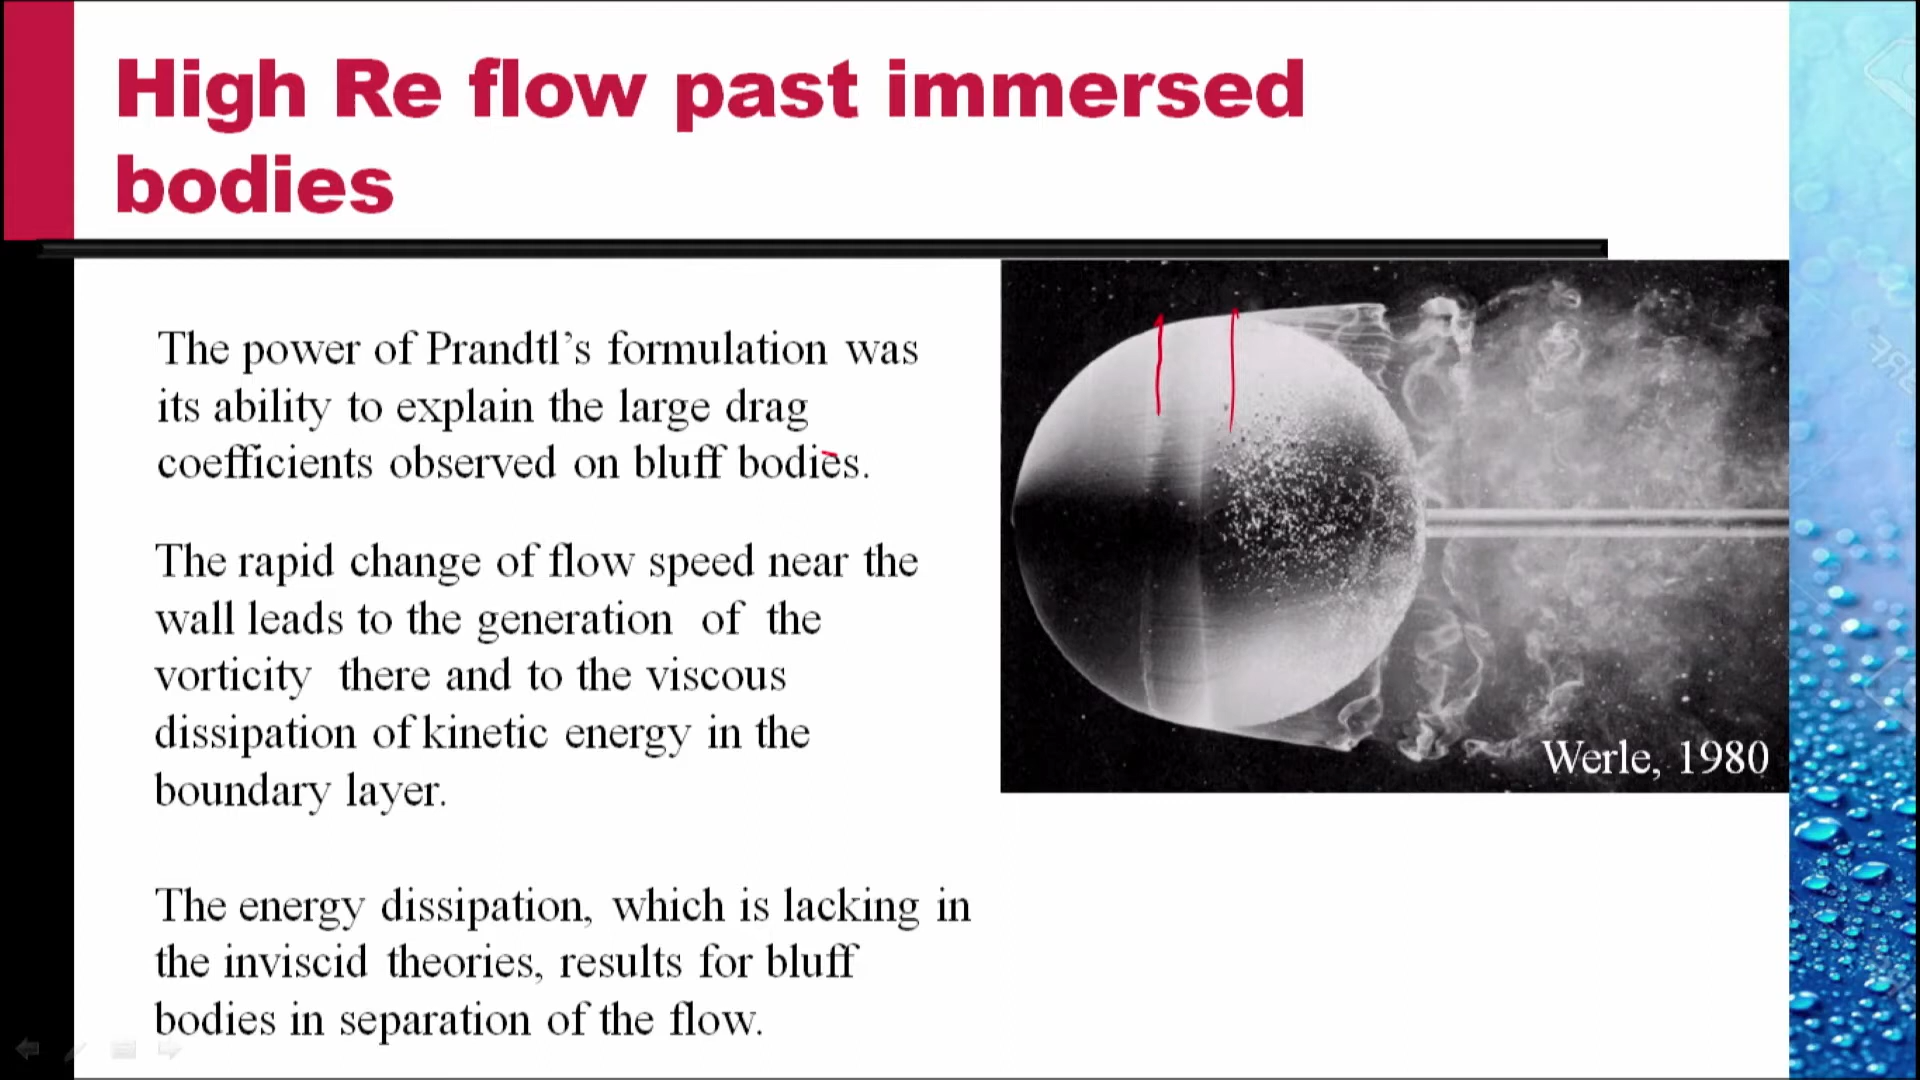 High Re flow past immersed
bodies
The power of Prandtl’s formulation was
its ability to explain the large drag
coefficients observed on bluff bodies.
The rapid change of flow speed near the
wall leads to the generation of the
vorticity there and to the viscous
dissipation of kinetic energy in the
boundary layer.
The energy dissipation, which is lacking in
the inviscid theories, results for bluff
bodies in separation of the flow.
Werle, 1980